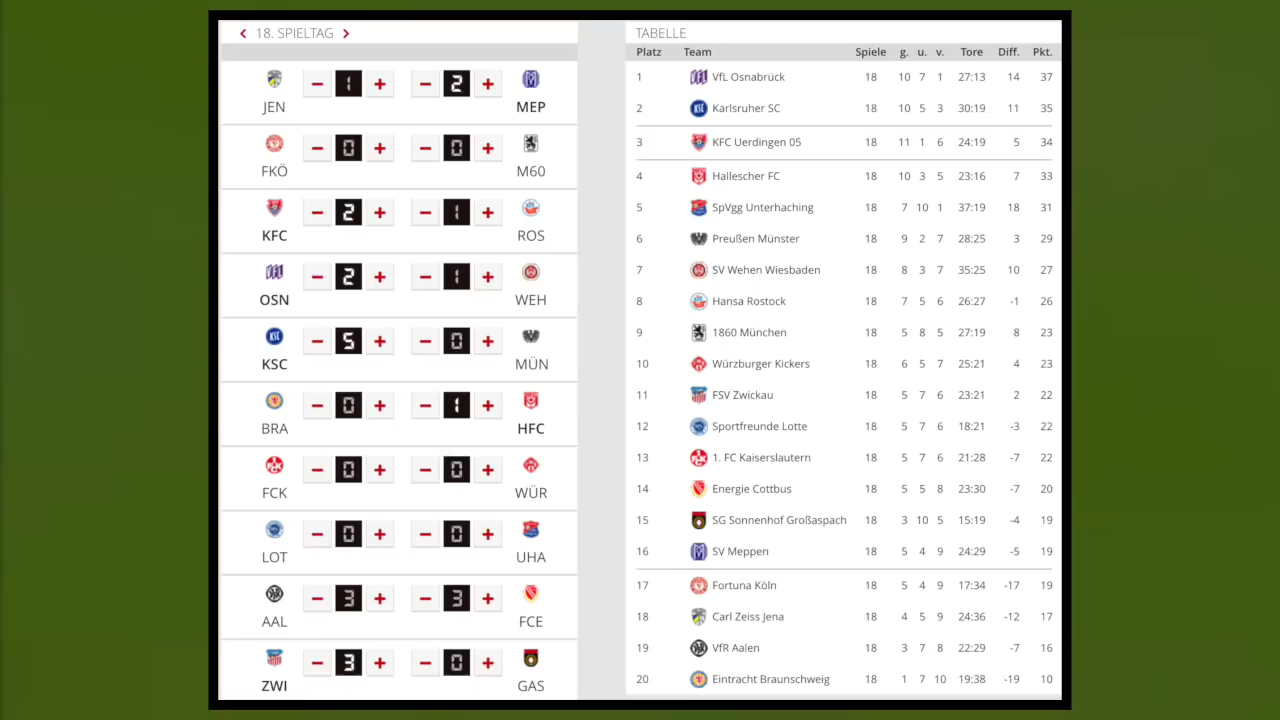 18. SPIELTAG
JEN 1 2 MEP
FKÖ 0 0 M60
KFC 2 1 ROS
OSN 2 1 WEH
KSC 5 0 MÜN
BRA 0 1 HFC
FCK 0 0 WÜR
LOT 0 0 UHA
AAL 3 3 FCE
ZWI 3 0 GAS
TABELLE
Platz Team Spiele g. u. v. Tore Diff. Pkt.
1 VfL Osnabrück 18 10 7 1 27:13 14 37
2 Karlsruher SC 18 10 5 3 30:19 11 35
3 KFC Uerdingen 05 18 11 1 6 24:19 5 34
4 Hallescher FC 18 10 3 5 23:16 7 33
5 SpVgg Unterhaching 18 7 10 1 37:19 18 31
6 Preußen Münster 18 9 2 7 28:25 3 29
7 SV Wehen Wiesbaden 18 8 3 7 35:25 10 27
8 Hansa Rostock 18 7 5 6 26:27 -1 26
9 1860 München 18 5 8 5 27:19 8 23
10 Würzburger Kickers 18 6 5 7 25:21 4 23
11 FSV Zwickau 18 5 7 6 23:21 2 22
12 Sportfreunde Lotte 18 5 7 6 18:21 -3 22
13 1. FC Kaiserslautern 18 5 7 6 21:28 -7 22
14 Energie Cottbus 18 5 5 8 23:30 -7 20
15 SG Sonnenhof Großaspach 18 3 10 5 15:19 -4 19
16 SV Meppen 18 5 4 9 24:29 -5 19
17 Fortuna Köln 18 5 4 9 17:34 -17 19
18 Carl Zeiss Jena 18 4 5 9 24:36 -12 17
19 VfR Aalen 18 3 7 8 22:29 -7 16
20 Eintracht Braunschweig 18 1 7 10 19:38 -19 10